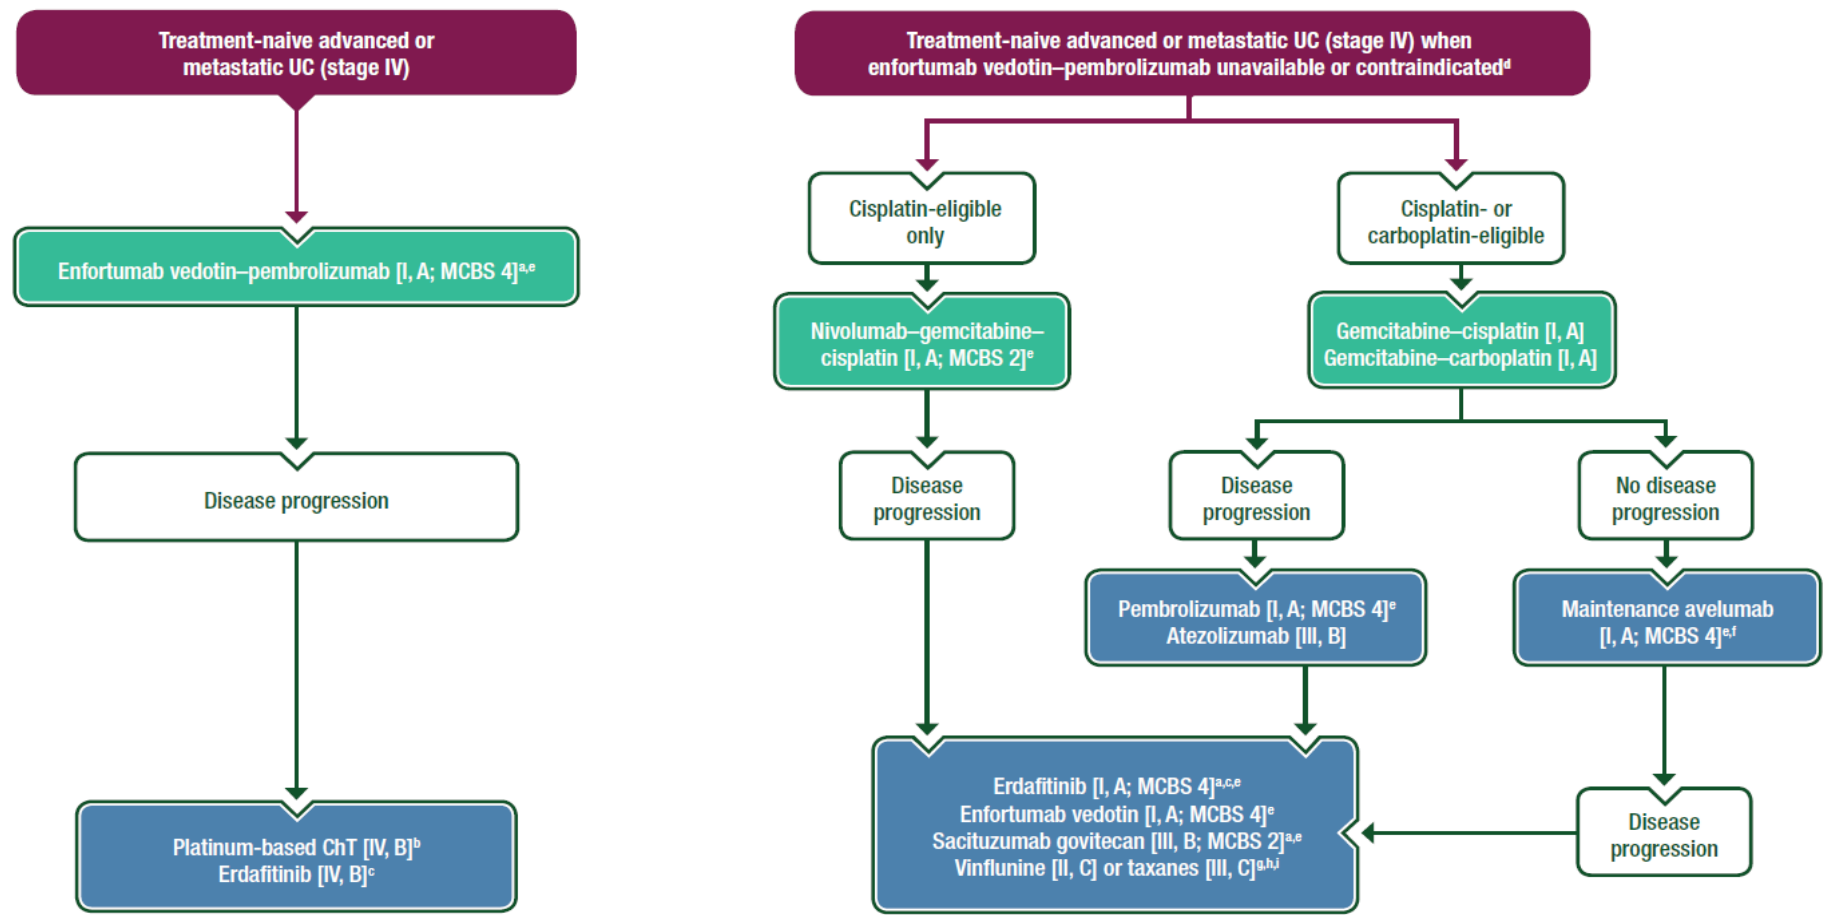 Treatment-naive advanced or
metastatic UC (stage IV)
Enfortumab vedotin–pembrolizumab [I, A; MCBS 4]a,e
Disease progression
Platinum-based ChT [IV, B]b
Erdafitinib [IV, B]c
Treatment-naive advanced or metastatic UC (stage IV) when
enfortumab vedotin–pembrolizumab unavailable or contraindicatedd
Cisplatin-eligible
only
Nivolumab–gemcitabine–
cisplatin [I, A; MCBS 2]e
Disease
progression
Cisplatin- or
carboplatin-eligible
Gemcitabine–cisplatin [I, A]
Gemcitabine–carboplatin [I, A]
Disease
progression
Pembrolizumab [I, A; MCBS 4]e
Atezolizumab [III, B]
No disease
progression
Maintenance avelumab
[I, A; MCBS 4]e,f
Disease
progression
Erdafitinib [I, A; MCBS 4]a,c,e
Enfortumab vedotin [I, A; MCBS 4]e
Sacituzumab govitecan [III, B; MCBS 2]a,e
Vinflunine [II, C] or taxanes [III, C]g,h,i